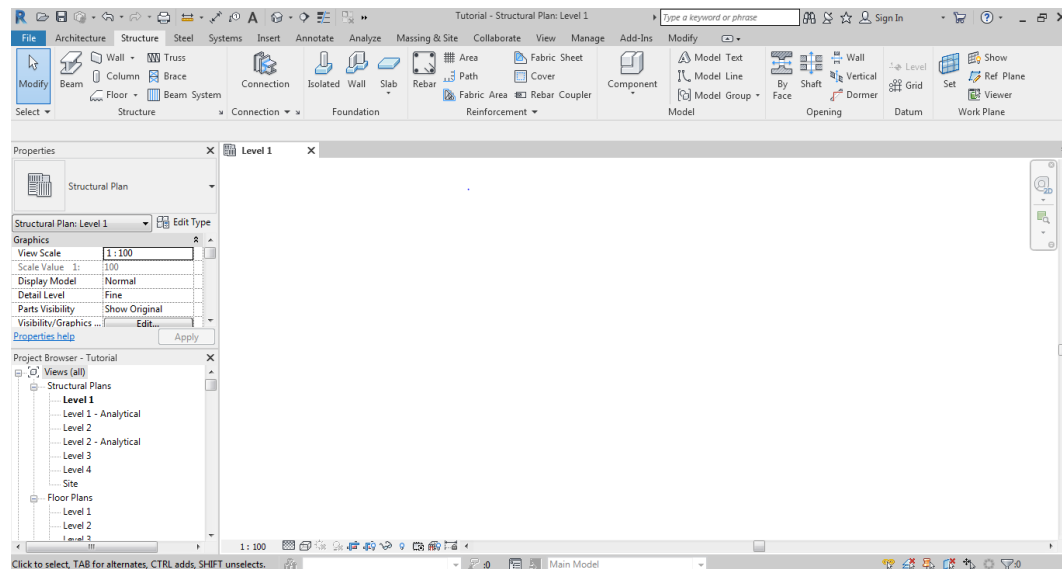 R A Tutorial - Structural Plan: Level 1 Type a keyword or phrase Sign In
File Architecture Structure Steel Systems Insert Annotate Analyze Massing & Site Collaborate View Manage Add-Ins Modify
Modify Beam Wall Truss Connection Isolated Wall Slab Rebar Area Fabric Sheet Component Model Text By Face Shaft Wall Level Set Show
Column Brace Path Cover Model Line Vertical Grid Ref Plane
Floor Beam System Fabric Area Rebar Coupler Model Group Dormer Viewer
Select Structure Connection Foundation Reinforcement Model Opening Datum Work Plane
Properties
Level 1
Structural Plan
2D
Structural Plan: Level 1 Edit Type
Graphics
View Scale 1 : 100
Scale Value 1: 100
Display Model Normal
Detail Level Fine
Parts Visibility Show Original
Visibility/Graphics ... Edit...
Properties help Apply
Project Browser - Tutorial
Views (all)
Structural Plans
Level 1
Level 1 - Analytical
Level 2
Level 2 - Analytical
Level 3
Level 4
Site
Floor Plans
Level 1
Level 2
Level 3
1 : 100
Click to select, TAB for alternates, CTRL adds, SHIFT unselects. :0 Main Model :0